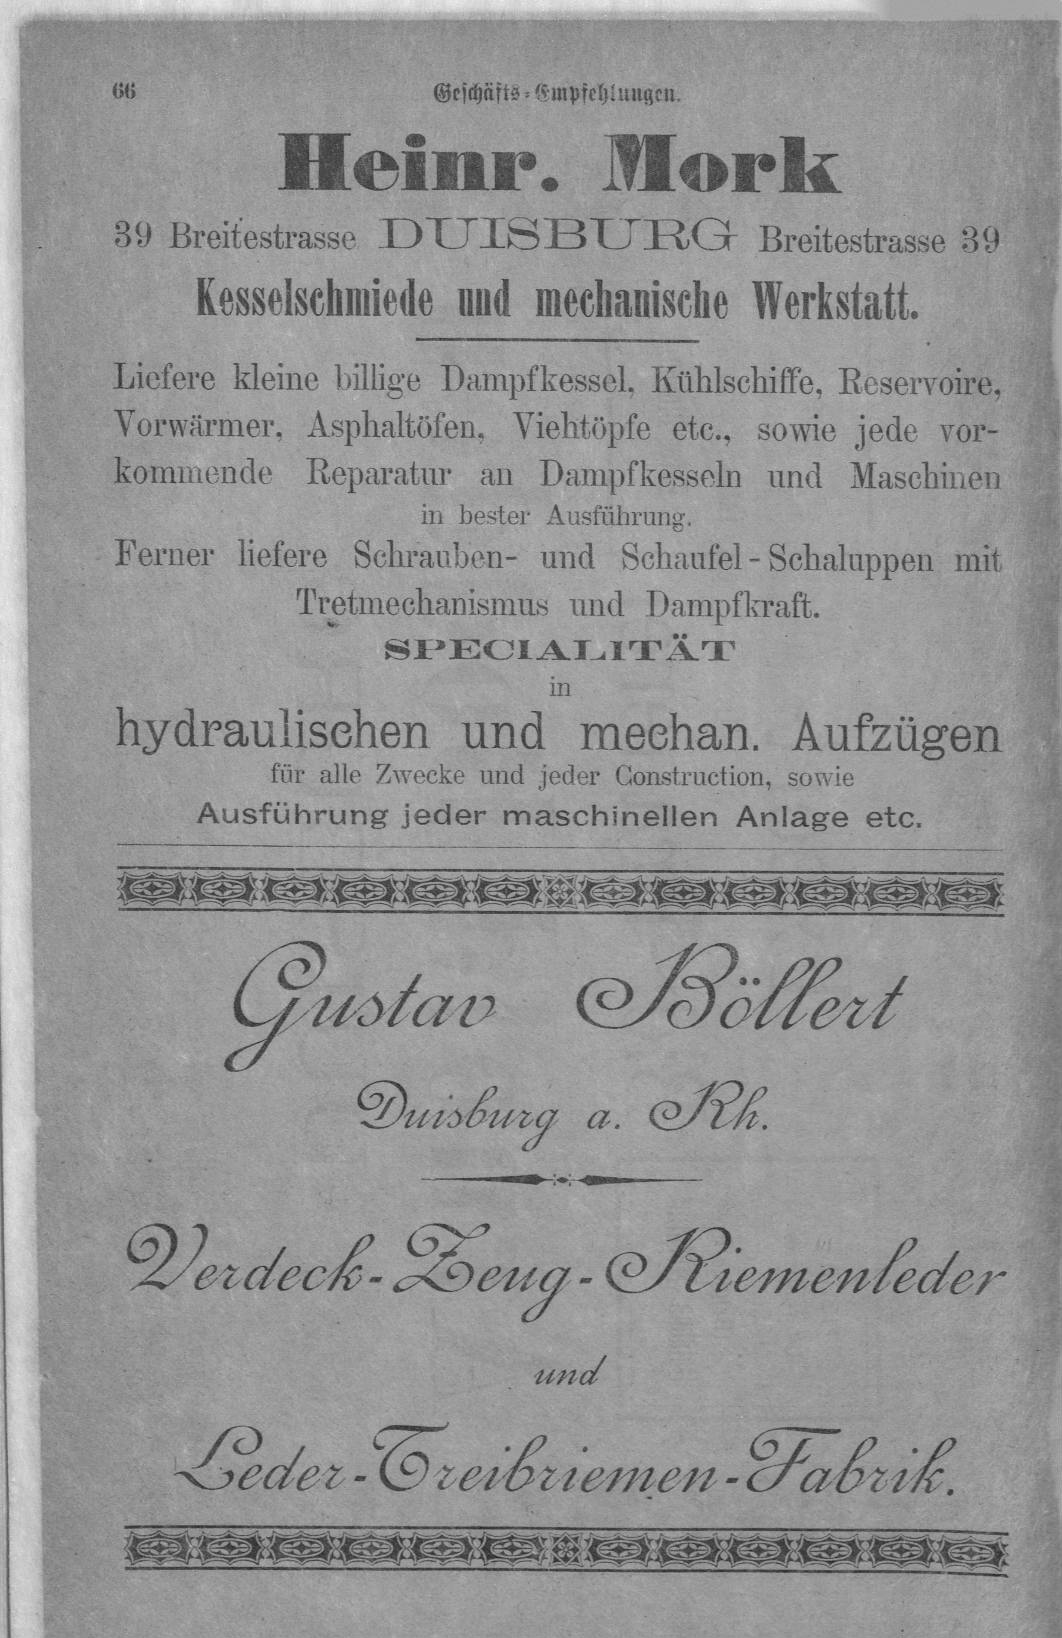 66
Geschäfts-Empfehlungen.
Heinr. Mork
39 Breitestrasse DUISBURG Breitestrasse 39
Kesselschmiede und mechanische Werkstatt.
Liefere kleine billige Dampfkessel, Kühlschiffe, Reservoire,
Vorwärmer, Asphaltöfen, Viehtöpfe etc., sowie jede vor-
kommende Reparatur an Dampfkesseln und Maschinen
in bester Ausführung.
Ferner liefere Schrauben- und Schaufel-Schaluppen mit
Tretmechanismus und Dampfkraft.
SPECIALITÄT
in
hydraulischen und mechan. Aufzügen
für alle Zwecke und jeder Construction, sowie
Ausführung jeder maschinellen Anlage etc.
Gustav Böllert
Duisburg a. Rh.
Verdeck-Zeug-Riemenleder
und
Leder-Treibriemen-Fabrik.